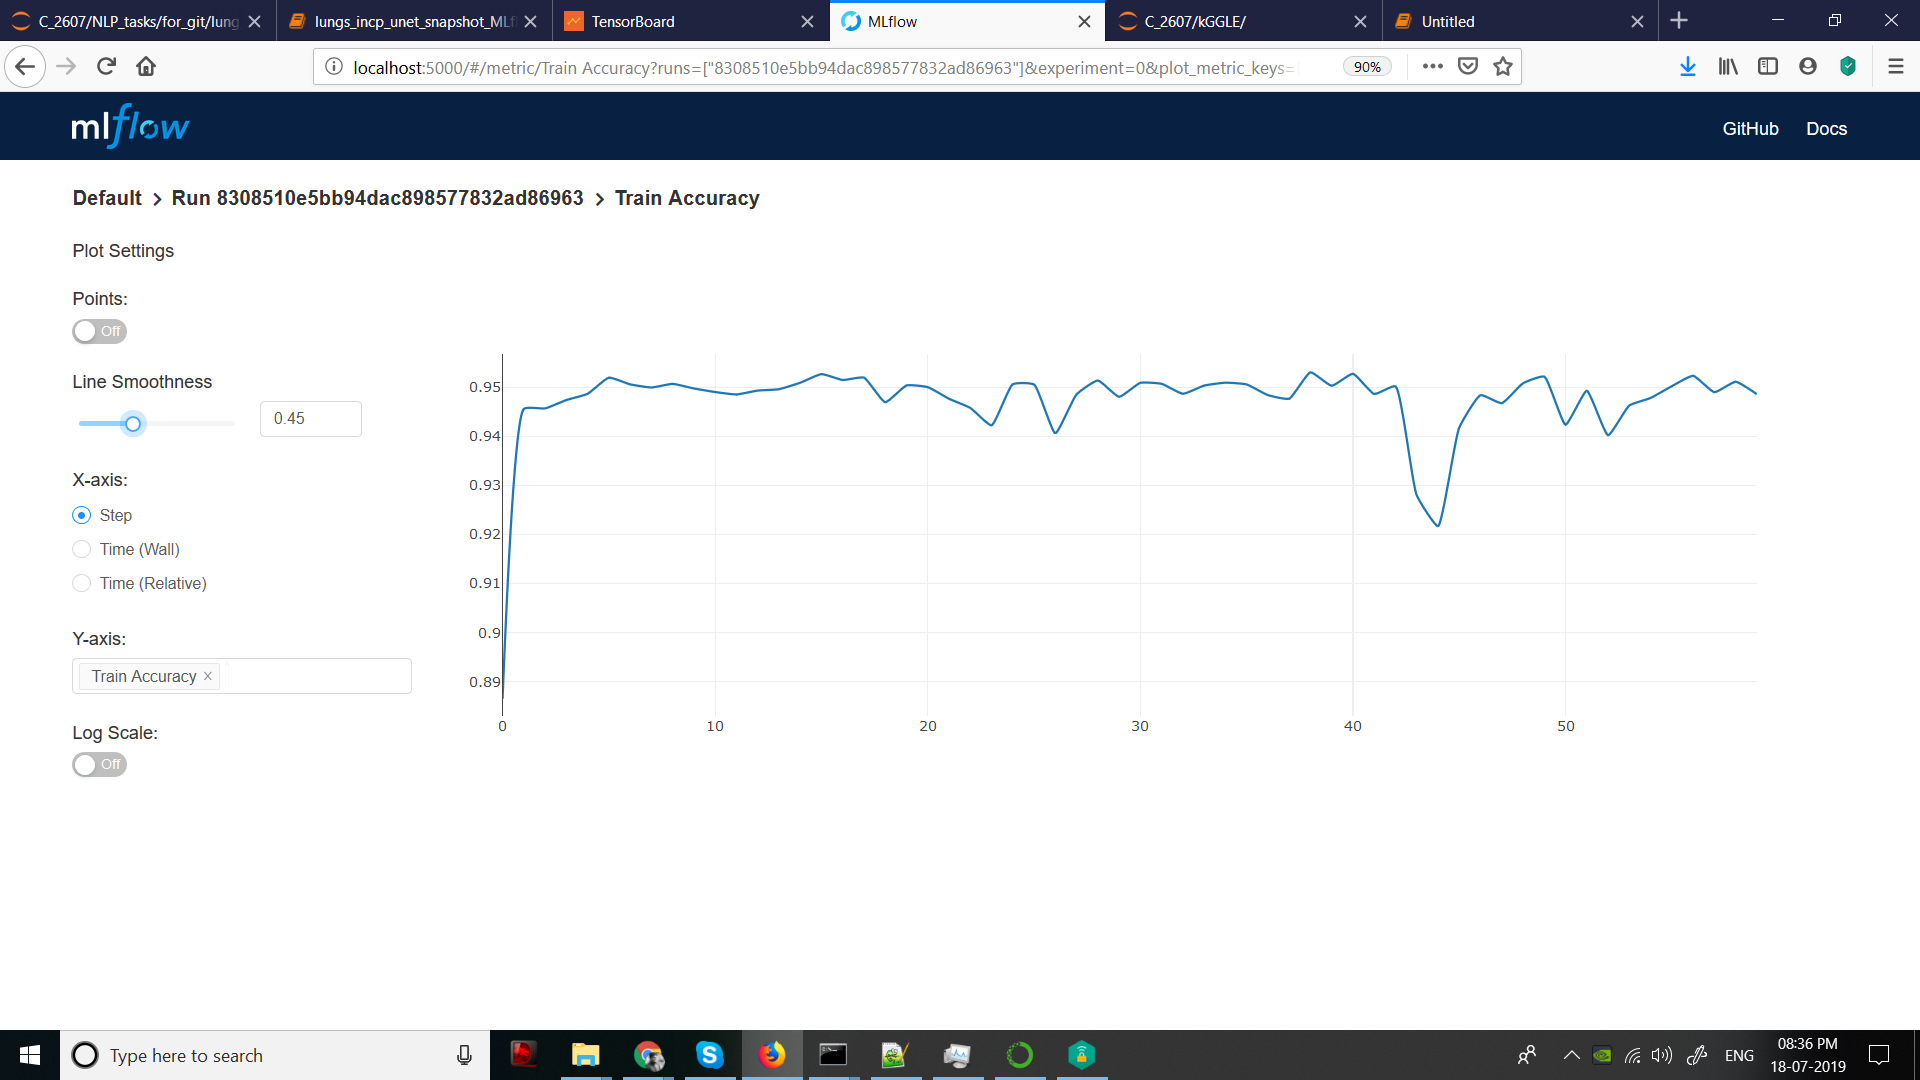 C_2607/NLP_tasks/for_git/lung
lungs_incp_unet_snapshot_MLf
TensorBoard
MLflow
C_2607/kGGLE/
Untitled
localhost:5000/#/metric/Train Accuracy?runs=["8308510e5bb94dac898577832ad86963"]&experiment=0&plot_metric_keys=
90%
mlflow
GitHub
Docs
Default > Run 8308510e5bb94dac898577832ad86963 > Train Accuracy
Plot Settings
Points:
Off
Line Smoothness
0.45
X-axis:
Step
Time (Wall)
Time (Relative)
Y-axis:
Train Accuracy ×
Log Scale:
Off
0.95
0.94
0.93
0.92
0.91
0.9
0.89
0 10 20 30 40 50
Type here to search
ENG
08:36 PM
18-07-2019